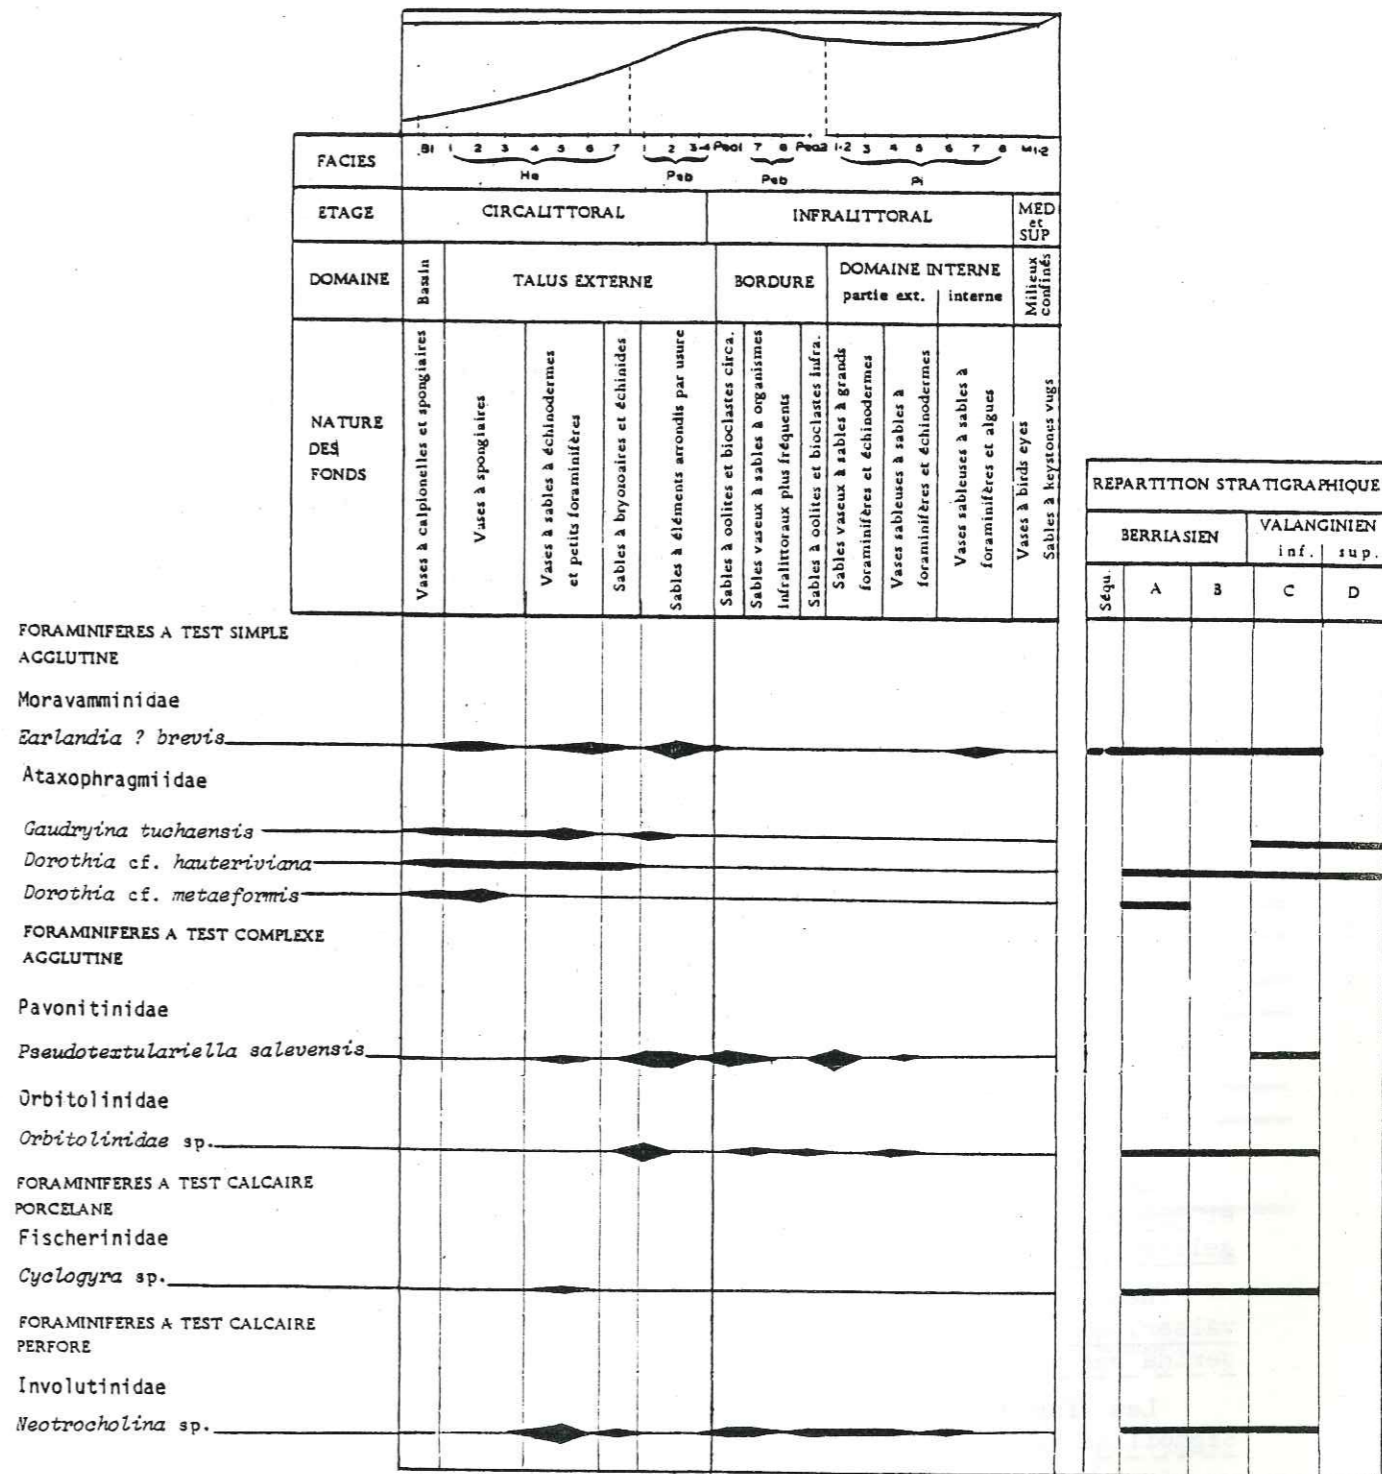 FACIES
B1 1 2 3 4 5 6 7 1 2 3-4 Pea1 7 8 Pea2 1-2 3 4 5 6 7 8 M1-2
He Peb Peb Pi
ETAGE CIRCALITTORAL INFRALITTORAL MED et SUP
DOMAINE Bassin TALUS EXTERNE BORDURE DOMAINE INTERNE
partie ext. interne
Milieux
confinés
NATURE
DES
FONDS
Vases à calpionelles et spongiaires
Vases à spongiaires
Vases à sables à échinodermes
et petits foraminifères
Sables à bryozoaires et échinides
Sables à éléments arrondis par usure
Sables à oolites et bioclastes circa.
Sables vaseux à sables à organismes
infralittoraux plus fréquents
Sables à oolites et bioclastes infra.
Sables vaseux à sables à grands
foraminifères et échinodermes
Vases sableuses à sables à
foraminifères et échinodermes
Vases sableuses à sables à
foraminifères et algues
Vases à birds eyes
Sables à keystones vugs
REPARTITION STRATIGRAPHIQUE
BERRIASIEN VALANGINIEN
inf. sup.
Séqu. A B C D
FORAMINIFERES A TEST SIMPLE
AGGLUTINE
Moravamminidae
Earlandia ? brevis
Ataxophragmiidae
Gaudryina tuchaensis
Dorothia cf. hauteriviana
Dorothia cf. metaeformis
FORAMINIFERES A TEST COMPLEXE
AGGLUTINE
Pavonitinidae
Pseudotextulariella salevensis
Orbitolinidae
Orbitolinidae sp.
FORAMINIFERES A TEST CALCAIRE
PORCELANE
Fischerinidae
Cyclogyra sp.
FORAMINIFERES A TEST CALCAIRE
PERFORE
Involutinidae
Neotrocholina sp.